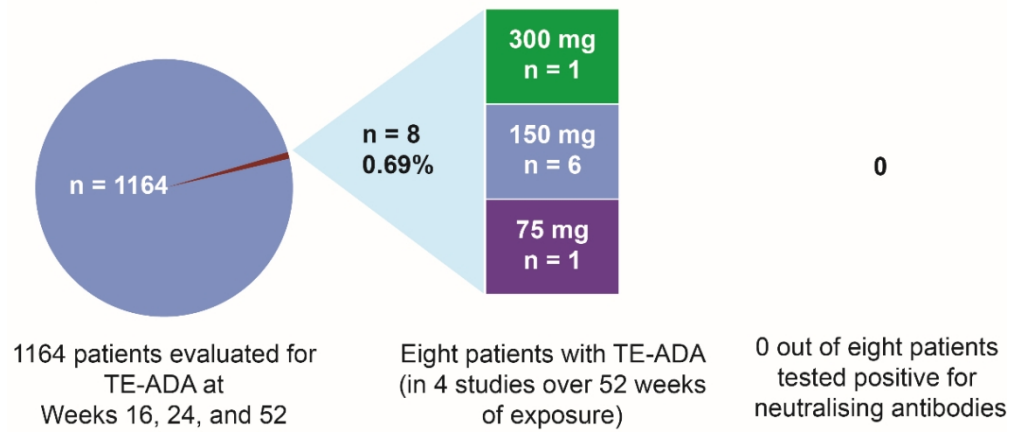 n = 1164
n = 8
0.69%
300 mg
n = 1
150 mg
n = 6
75 mg
n = 1
0
1164 patients evaluated for
TE-ADA at
Weeks 16, 24, and 52
Eight patients with TE-ADA
(in 4 studies over 52 weeks
of exposure)
0 out of eight patients
tested positive for
neutralising antibodies